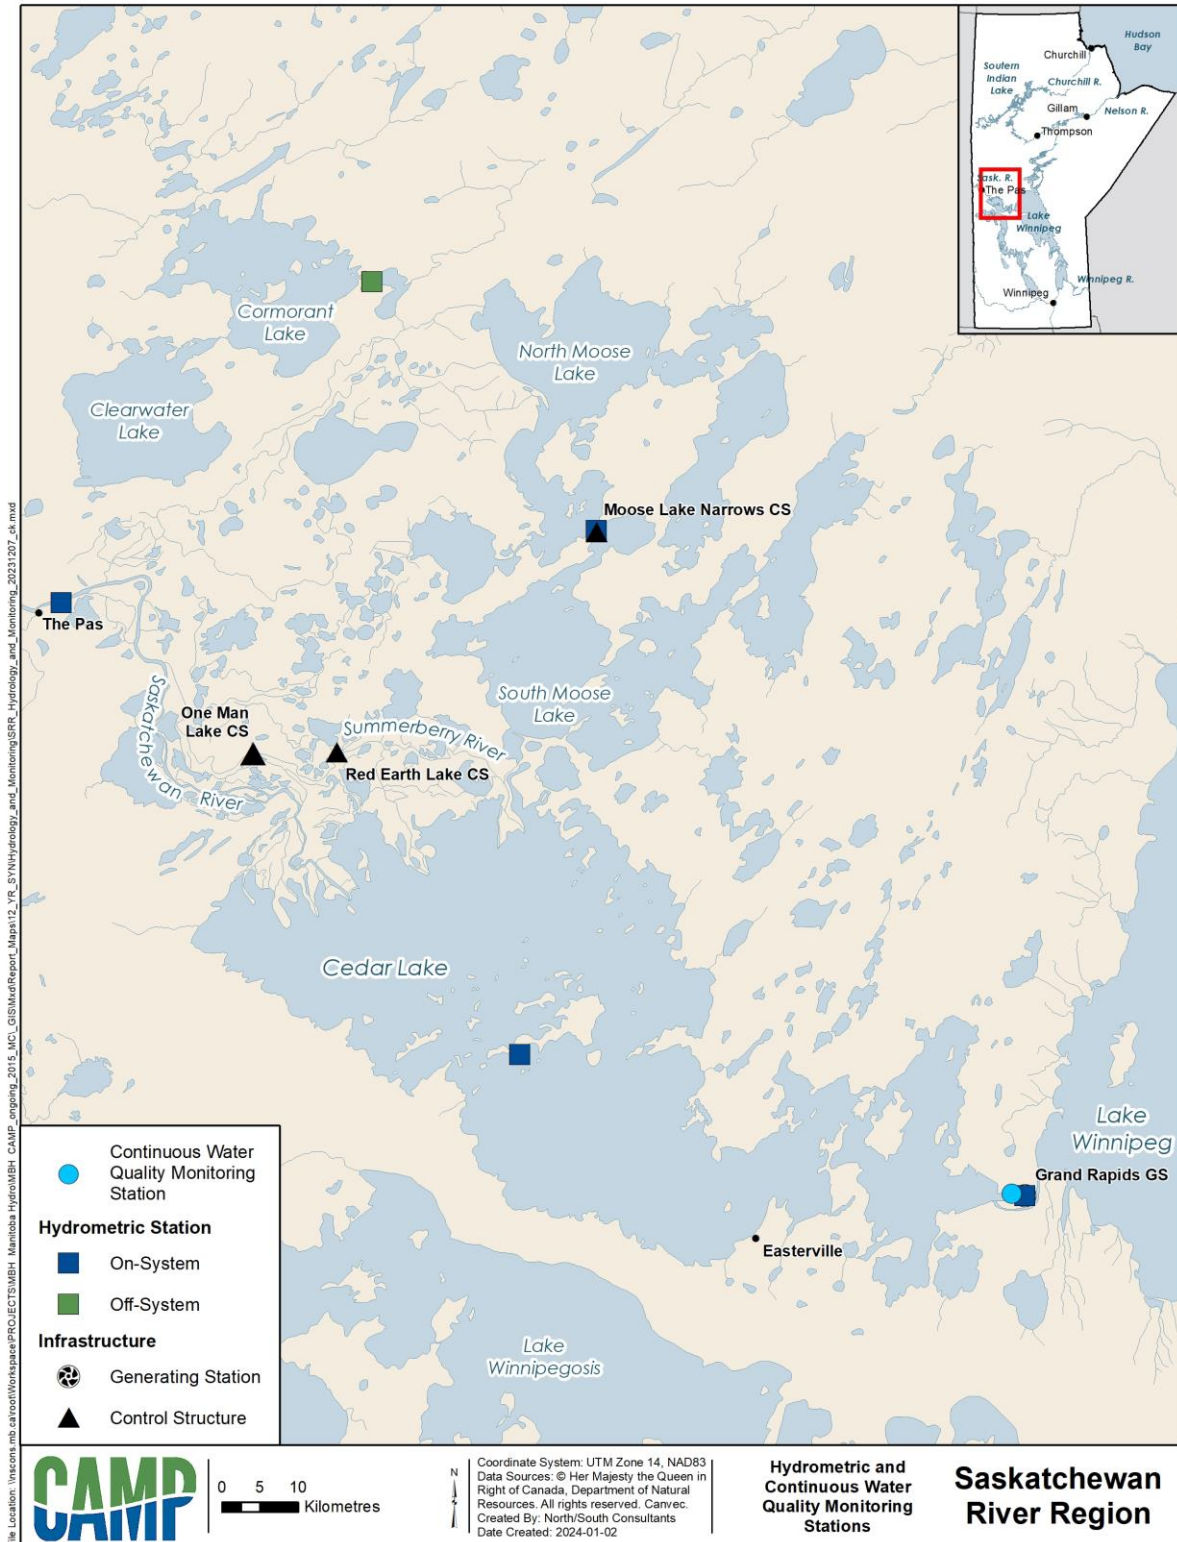 Hudson
Bay
Churchill
Soutern
Indian
Lake
Churchill R.
Gillam
Nelson R.
Thompson
Sask. R.
The Pas
Lake
Winnipeg
Winnipeg R.
Winnipeg
Cormorant
Lake
North Moose
Lake
Clearwater
Lake
Moose Lake Narrows CS
The Pas
Saskatchewan River
One Man
Lake CS
Summerberry River
Red Earth Lake CS
South Moose
Lake
Cedar Lake
Lake
Winnipeg
Grand Rapids GS
Easterville
Lake
Winnipegosis
Continuous Water
Quality Monitoring
Station
Hydrometric Station
On-System
Off-System
Infrastructure
Generating Station
Control Structure
CAMP
0 5 10
Kilometres
N
Coordinate System: UTM Zone 14, NAD83
Data Sources: © Her Majesty the Queen in
Right of Canada, Department of Natural
Resources. All rights reserved. Canvec.
Created By: North/South Consultants
Date Created: 2024-01-02
Hydrometric and
Continuous Water
Quality Monitoring
Stations
Saskatchewan
River Region